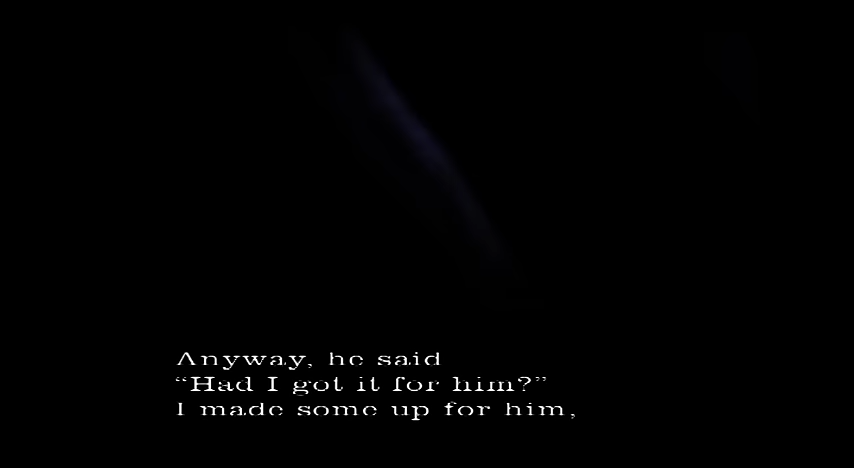 Anyway, he said
“Had I got it for him?”
I made some up for him,